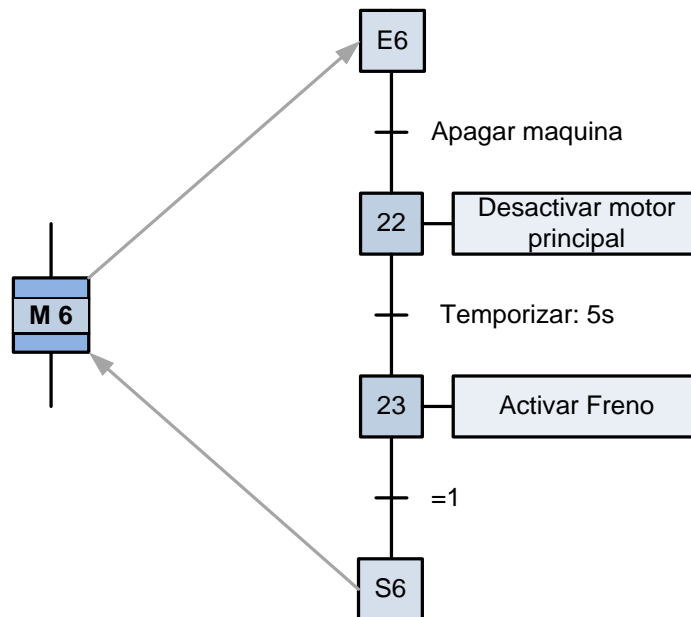 E6
Apagar maquina
22
Desactivar motor
principal
M 6
Temporizar: 5s
23
Activar Freno
=1
S6